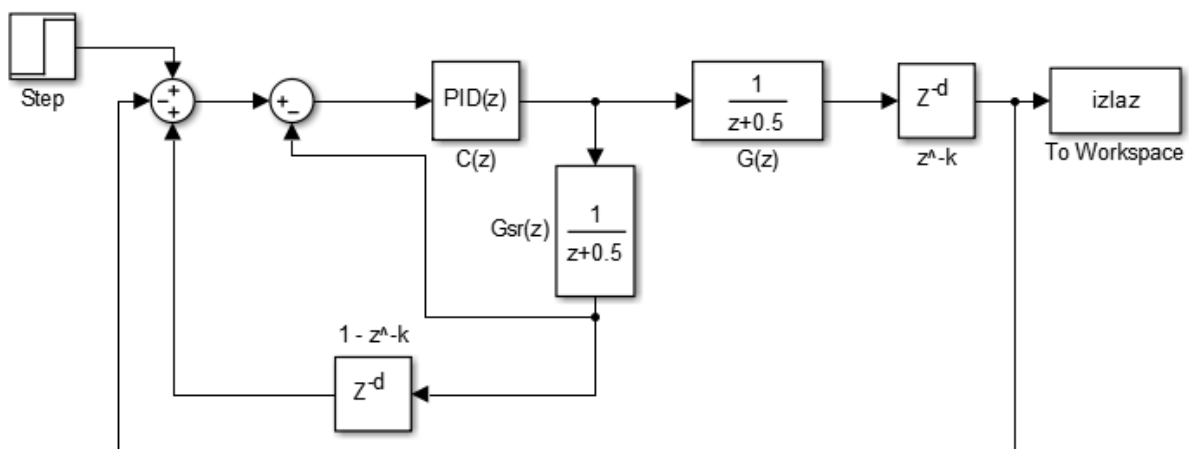 Step
+
-
+
+
-
PID(z)
C(z)
1
z+0.5
G(z)
Z-d
z^-k
izlaz
To Workspace
Gsr(z)
1
z+0.5
1 - z^-k
Z-d